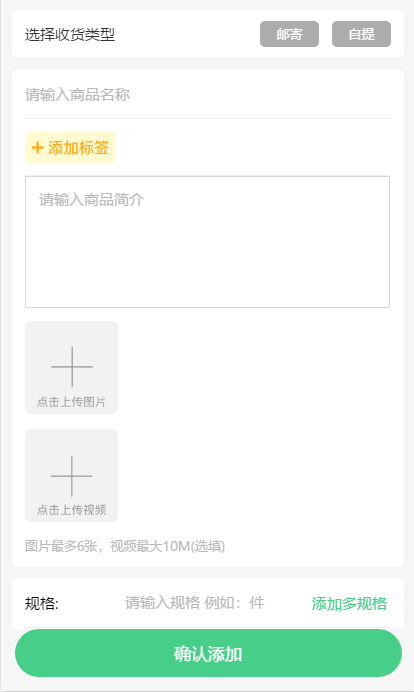 选择收货类型 邮寄 自提
请输入商品名称
+ 添加标签
请输入商品简介
点击上传图片
点击上传视频
图片最多6张，视频最大10M(选填)
规格: 请输入规格 例如：件 添加多规格
确认添加